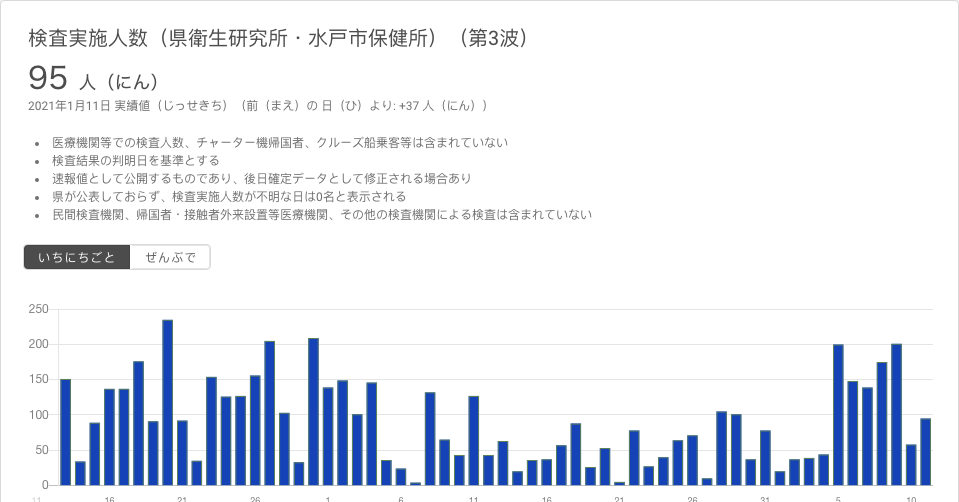 検査実施人数（県衛生研究所・水戸市保健所）（第3波）
95 人（にん）
2021年1月11日 実績値（じっせきち）（前（まえ）の 日（ひ）より: +37 人（にん））
医療機関等での検査人数、チャーター機帰国者、クルーズ船乗客等は含まれていない
検査結果の判明日を基準とする
速報値として公開するものであり、後日確定データとして修正される場合あり
県が公表しておらず、検査実施人数が不明な日は0名と表示される
民間検査機関、帰国者・接触者外来設置等医療機関、その他の検査機関による検査は含まれていない
いちにちごと ぜんぶで
250
200
150
100
50
0
11 16 21 26 1 6 11 16 21 26 31 5 10